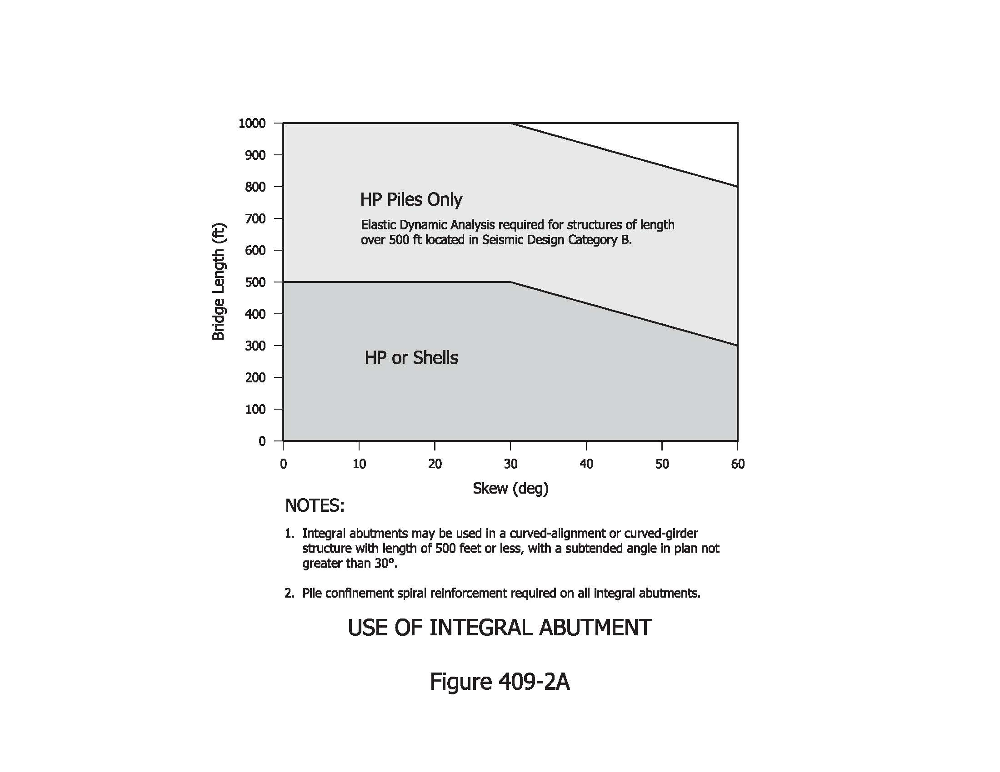 1000
900
800
700
600
500
400
300
200
100
0
Bridge Length (ft)
HP Piles Only
Elastic Dynamic Analysis required for structures of length
over 500 ft located in Seismic Design Category B.
HP or Shells
0 10 20 30 40 50 60
Skew (deg)
NOTES:
1. Integral abutments may be used in a curved-alignment or curved-girder
structure with length of 500 feet or less, with a subtended angle in plan not
greater than 30°.
2. Pile confinement spiral reinforcement required on all integral abutments.
USE OF INTEGRAL ABUTMENT
Figure 409-2A